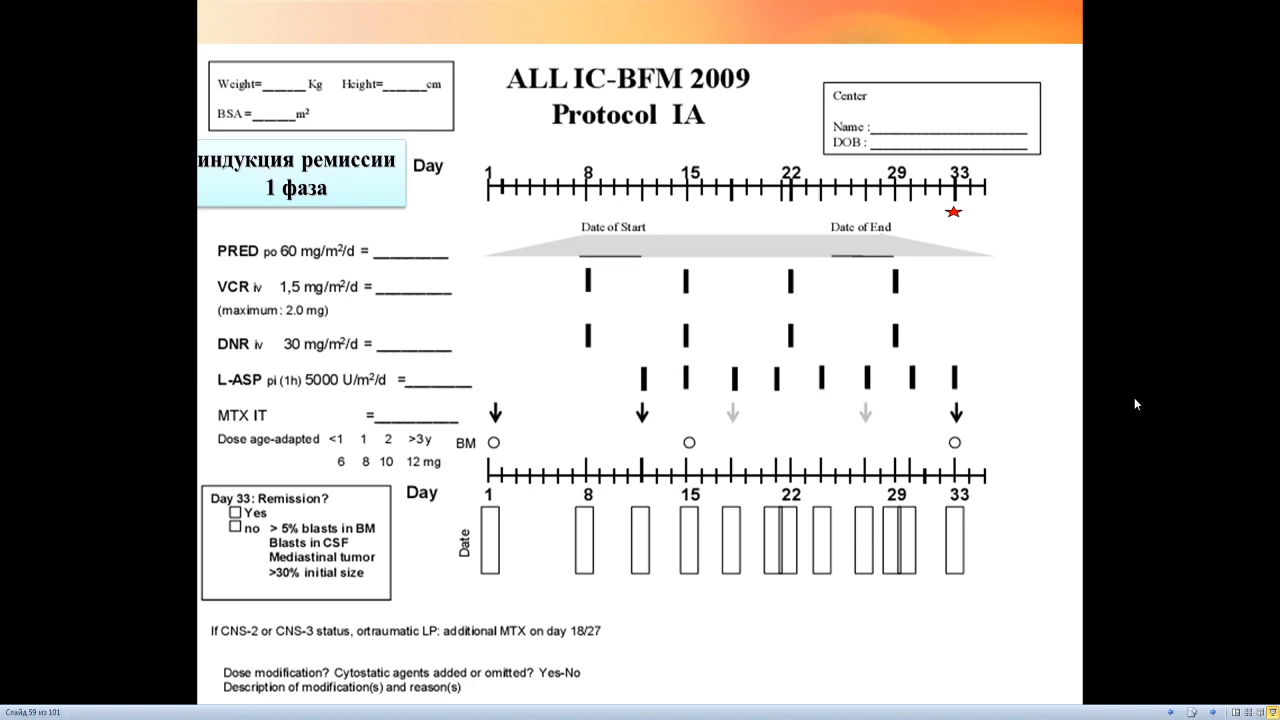 Weight=______ Kg Height=______cm
BSA =______m²
ALL IC-BFM 2009
Protocol IA
Center
Name :______________________
DOB : ______________________
индукция ремиссии
1 фаза
Day 1 8 15 22 29 33
Date of Start Date of End
PRED po 60 mg/m²/d = _________
VCR iv 1,5 mg/m²/d = _________
(maximum: 2.0 mg)
DNR iv 30 mg/m²/d = _________
L-ASP pi (1h) 5000 U/m²/d =________
MTX IT =__________
Dose age-adapted <1 1 2 >3y
BM
6 8 10 12 mg
Day 1 8 15 22 29 33
Day 33: Remission?
Yes
no > 5% blasts in BM
Blasts in CSF
Mediastinal tumor
>30% initial size
Date
If CNS-2 or CNS-3 status, ortraumatic LP: additional MTX on day 18/27
Dose modification? Cytostatic agents added or omitted? Yes-No
Description of modification(s) and reason(s)
Слайд 59 из 101